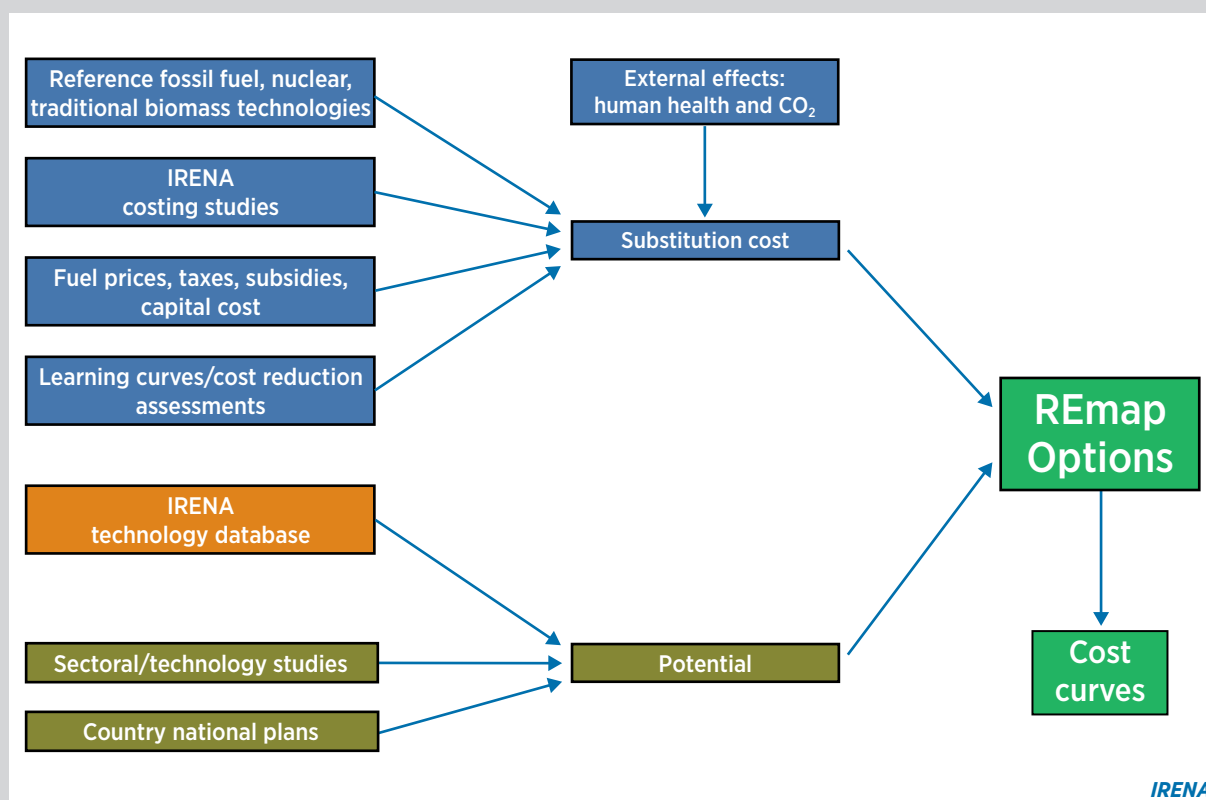 Reference fossil fuel, nuclear,
traditional biomass technologies
External effects:
human health and CO₂
IRENA
costing studies
Substitution cost
Fuel prices, taxes, subsidies,
capital cost
Learning curves/cost reduction
assessments
REmap
Options
IRENA
technology database
Sectoral/technology studies
Potential
Cost
curves
Country national plans
IRENA